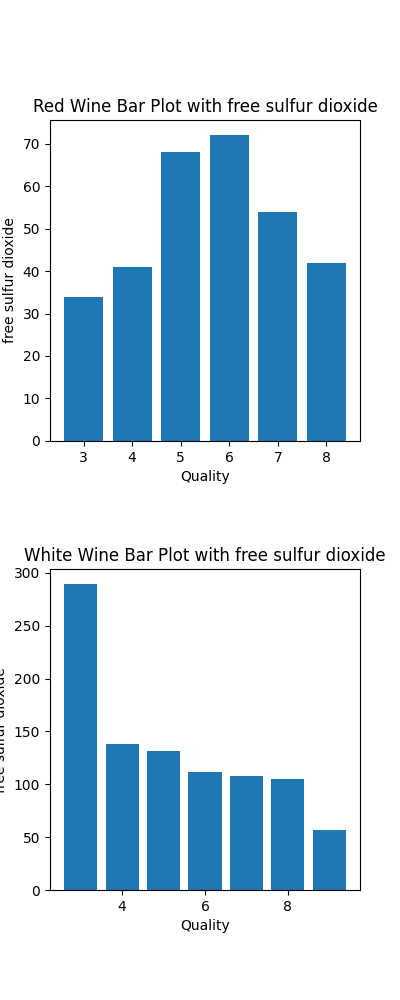 Red Wine Bar Plot with free sulfur dioxide
70
60
50
40
30
20
10
0
free sulfur dioxide
3 4 5 6 7 8
Quality
White Wine Bar Plot with free sulfur dioxide
300
250
200
150
100
50
0
free sulfur dioxide
4 6 8
Quality